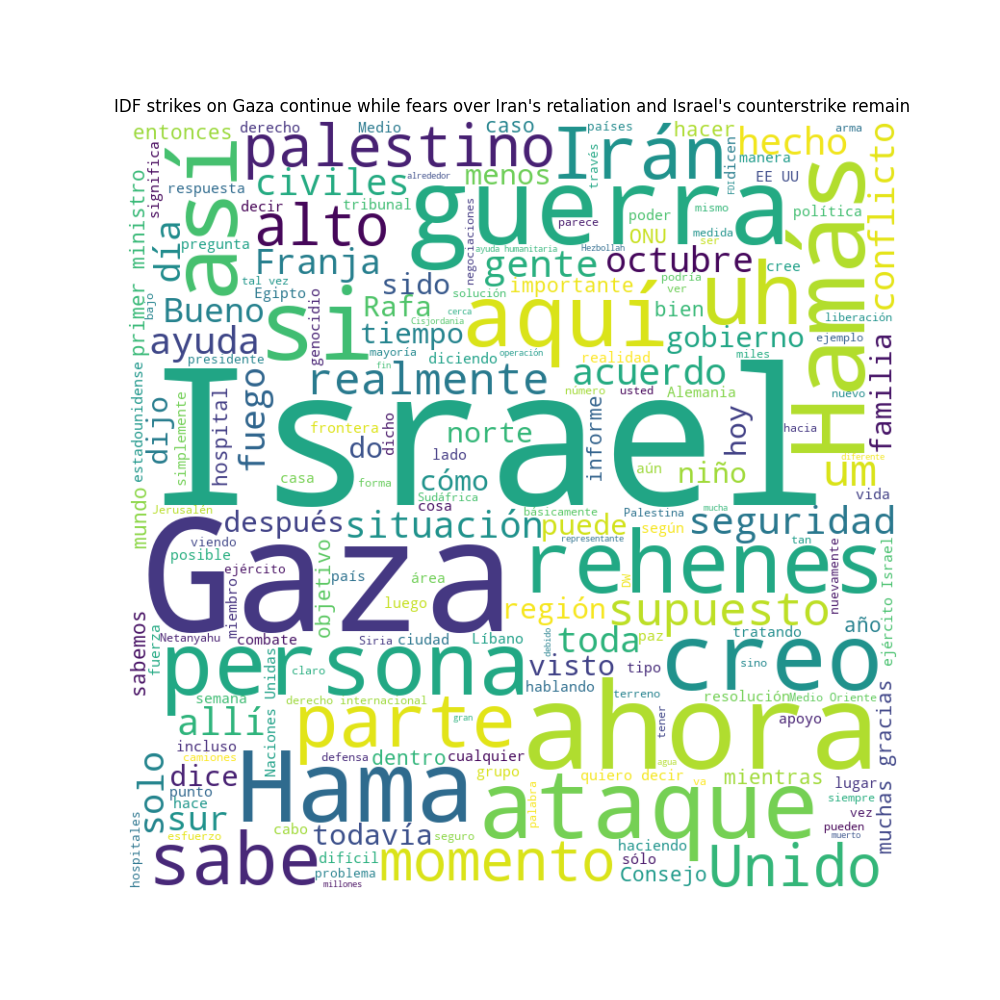 IDF strikes on Gaza continue while fears over Iran's retaliation and Israel's counterstrike remain
entonces
derecho
Medio
caso
países
hacer
arma
palestino
Irán
hecho
significa
así
respuesta
civiles
alrededor
menos
través
FDI
dicen
manera
EE UU
conflicto
primer ministro
día
decir
tribunal
alto
negociaciones
guerra
parece
poder
mismo
política
Hamás
pregunta
ONU
medida
ser
Franja
ayuda humanitaria
Hezbollah
gente
octubre
cree
bajo
tal vez
Egipto
sido
solución
importante
podría
ver
uh
Bueno
genocidio
si
Rafa
Cisjordania
cerca
aquí
bien
liberación
ayuda
tiempo
gobierno
ejemplo
presidente
mayoría
diciendo
operación
realidad
miles
familia
estadounidense
fin
realmente
acuerdo
dijo
simplemente
hospital
fuego
Israel
número
usted
Alemania
nuevo
frontera
do
dicho
norte
informe
hoy
hacia
lado
cómo
aún
niño
um
diferente
mundo
casa
forma
Sudáfrica
vida
Jerusalén
cosa
básicamente
Palestina
mucha
después
situación
puede
según
seguridad
viendo
Gaza
representante
tan
posible
objetivo
rehenes
nuevamente
ejército Israel
ejército
país
área
DW
miembro
luego
región
supuesto
sabemos
fuerza
Netanyahu
combate
Siria
ciudad
Líbano
debido
toda
paz
tratando
año
persona
Naciones Unidas
claro
visto
tipo
creo
sino
hablando
terreno
semana
derecho internacional
resolución
Medio Oriente
allí
parte
gran
ahora
tener
apoyo
muchas gracias
incluso
camiones
defensa
dentro
cualquier
agua
solo
dice
Hama
grupo
quiero decir
va
mientras
lugar
punto
hace
ataque
siempre
palabra
sur
vez
hospitales
esfuerzo
cabo
todavía
seguro
pueden
muerto
sabe
difícil
momento
haciendo
sólo
Unido
problema
Consejo
millones